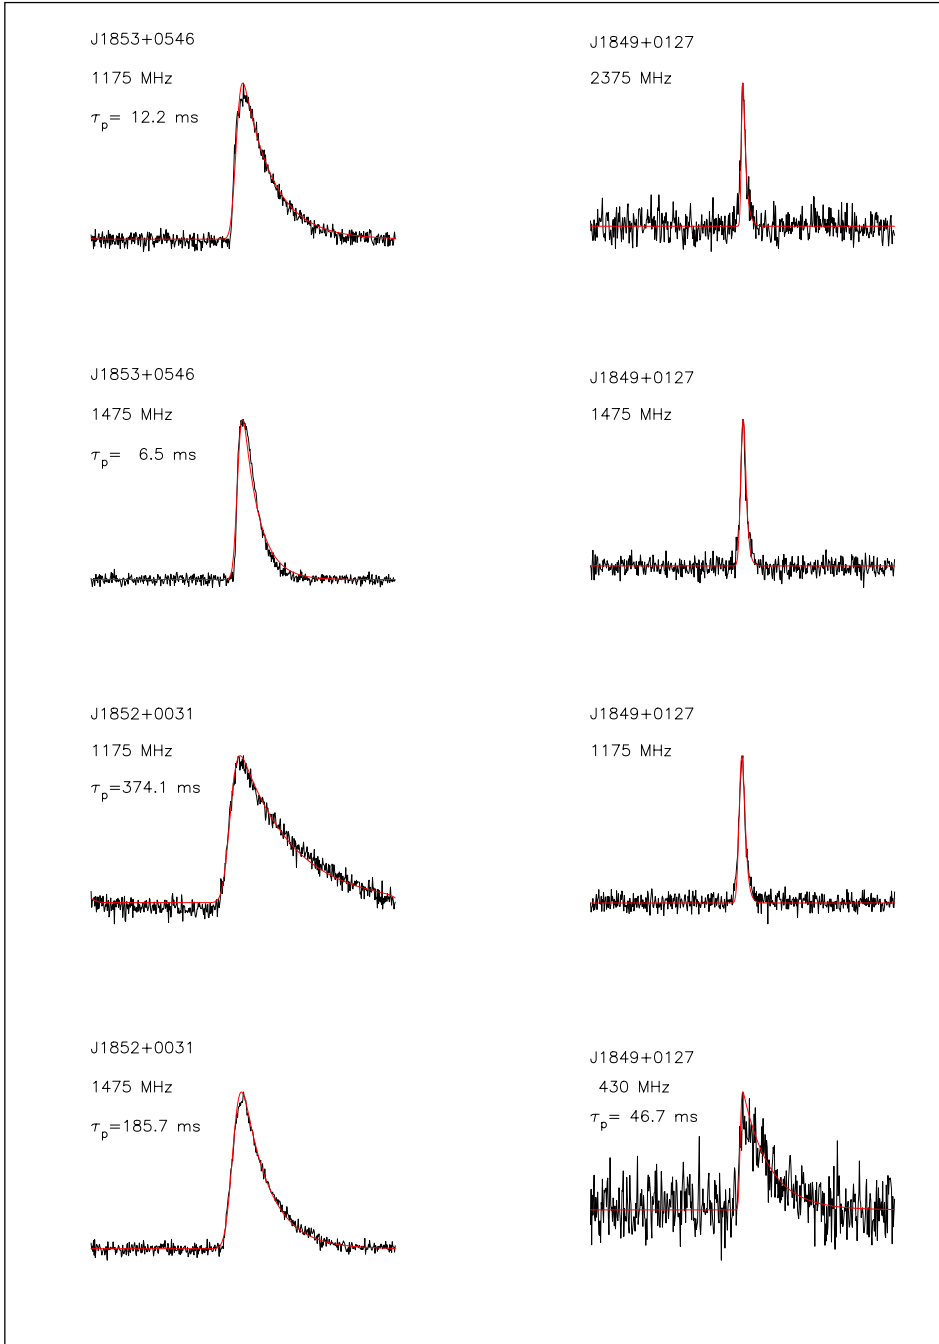 J1853+0546
1175 MHz
τp= 12.2 ms
J1849+0127
2375 MHz
J1853+0546
1475 MHz
τp= 6.5 ms
J1849+0127
1475 MHz
J1852+0031
1175 MHz
τp=374.1 ms
J1849+0127
1175 MHz
J1852+0031
1475 MHz
τp=185.7 ms
J1849+0127
430 MHz
τp= 46.7 ms